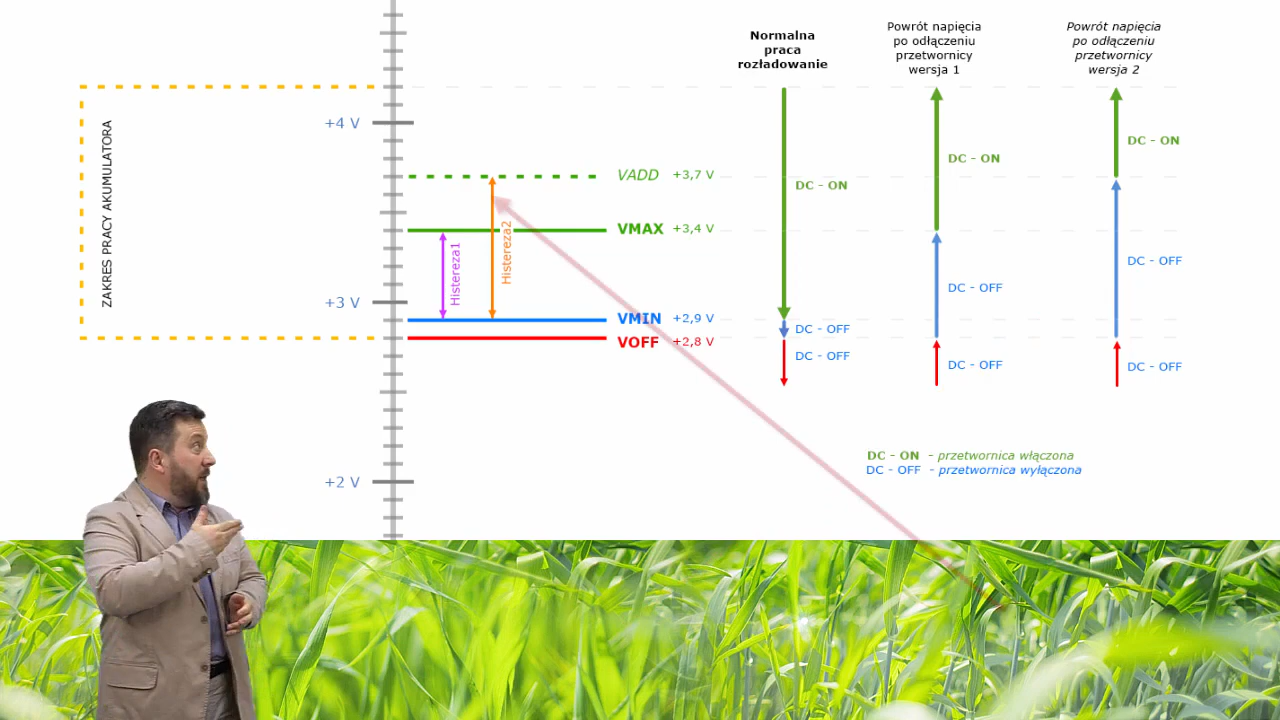 Normalna
praca
rozładowanie
Powrót napięcia
po odłączeniu
przetwornicy
wersja 1
Powrót napięcia
po odłączeniu
przetwornicy
wersja 2
ZAKRES PRACY AKUMULATORA
+4 V
+3 V
+2 V
VADD +3,7 V
VMAX +3,4 V
VMIN +2,9 V
VOFF +2,8 V
Histereza1
Histereza2
DC - ON
DC - OFF
DC - OFF
DC - ON
DC - OFF
DC - OFF
DC - ON
DC - OFF
DC - OFF
DC - ON - przetwornica włączona
DC - OFF - przetwornica wyłączona